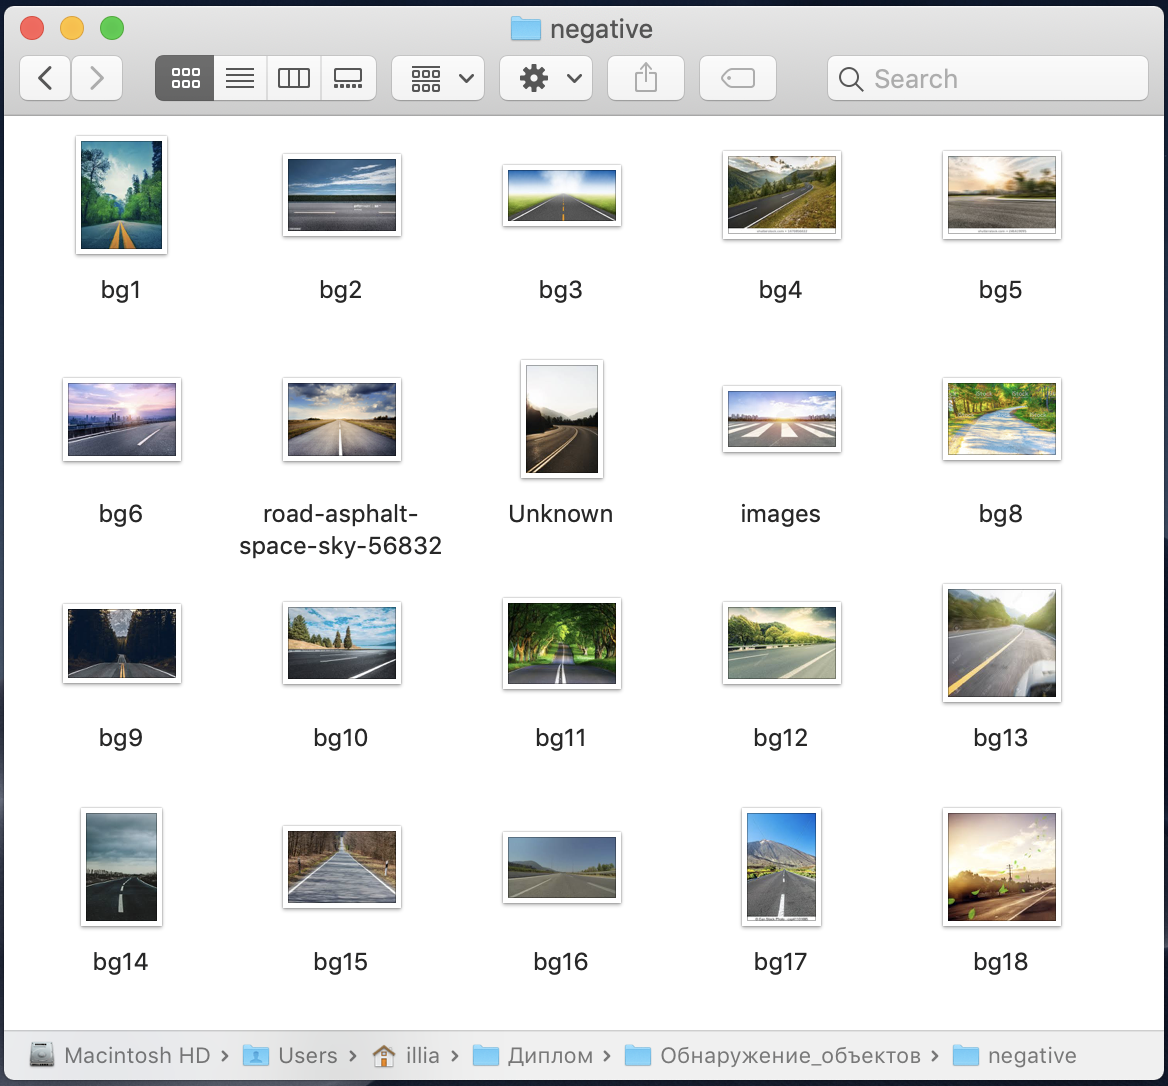 negative
Search
bg1
bg2
bg3
bg4
bg5
bg6
road-asphalt-
space-sky-56832
Unknown
images
bg8
bg9
bg10
bg11
bg12
bg13
bg14
bg15
bg16
bg17
bg18
Macintosh HD › Users › illia › Диплом › Обнаружение_объектов › negative